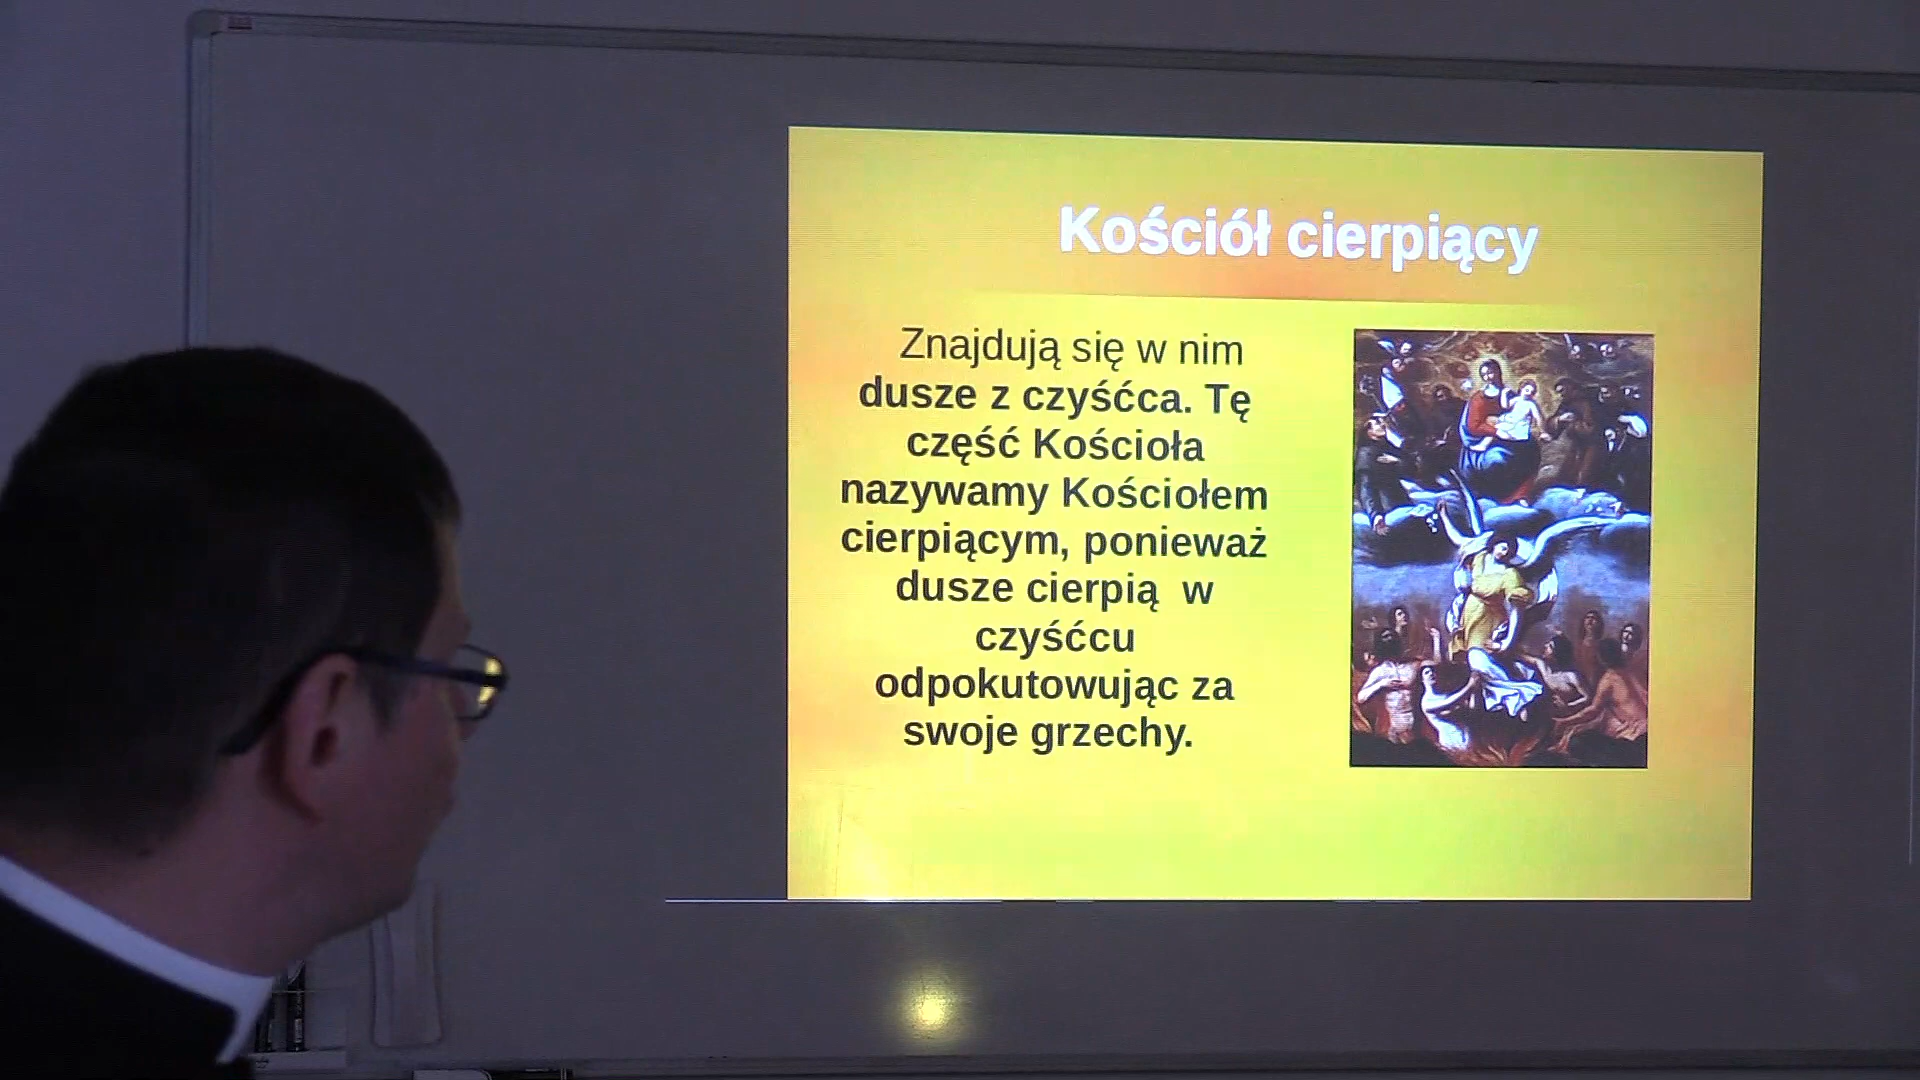 Kościół cierpiący
Znajdują się w nim
dusze z czyśćca. Tę
część Kościoła
nazywamy Kościołem
cierpiącym, ponieważ
dusze cierpią w
czyśćcu
odpokutowując za
swoje grzechy.